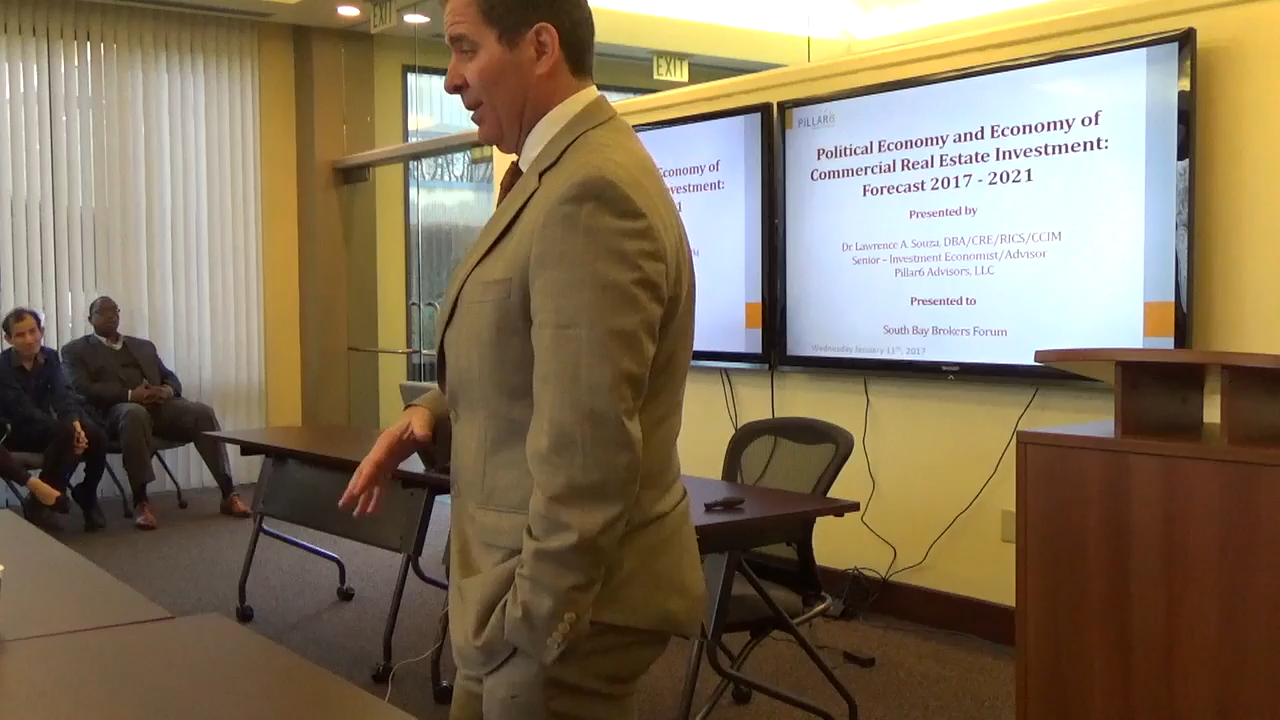 EXIT
EXIT
Economy of
vestment:
1
PiLLAR6
Political Economy and Economy of
Commercial Real Estate Investment:
Forecast 2017 - 2021
Presented by
Dr Lawrence A. Souza, DBA/CRE/RICS/CCIM
Senior – Investment Economist/Advisor
Pillar6 Advisors, LLC
Presented to
South Bay Brokers Forum
Wednesday January 11th, 2017
SHARP